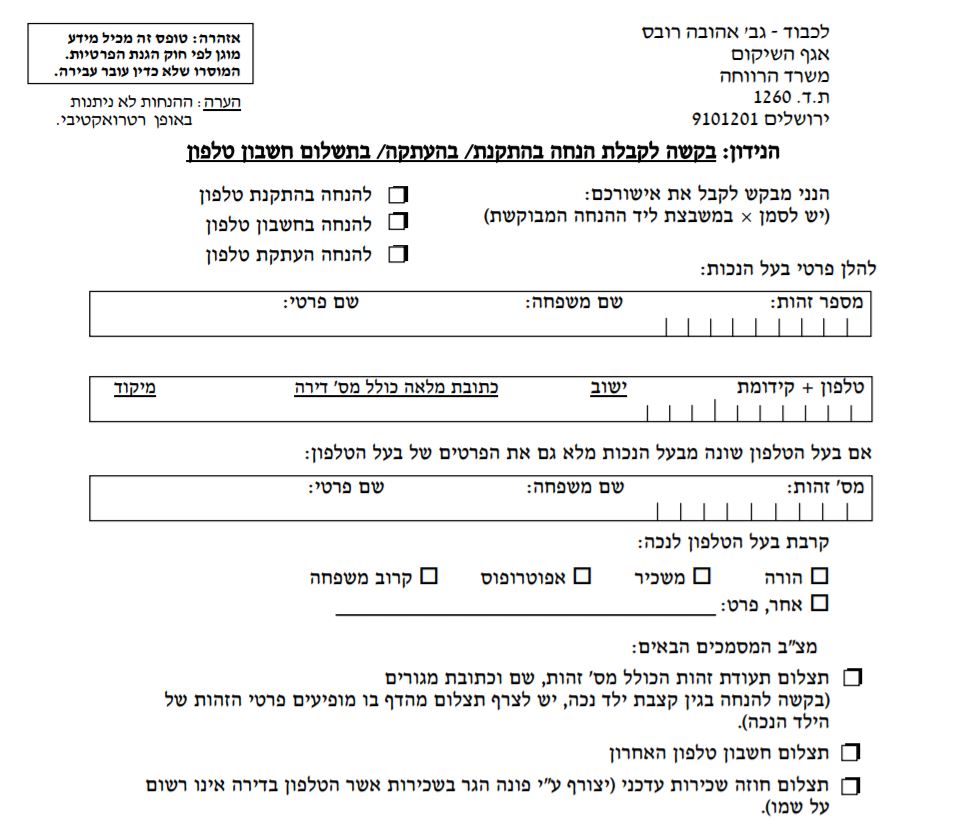 לכבוד - גב' אהובה רובס
אגף השיקום
משרד הרווחה
ת.ד. 1260
ירושלים 9101201
אזהרה: טופס זה מכיל מידע
מוגן לפי חוק הגנת הפרטיות.
המוסרו שלא כדין עובר עבירה.
הערה: ההנחות לא ניתנות
באופן רטרואקטיבי.
הנידון: בקשה לקבלת הנחה בהתקנת/ בהעתקה/ בתשלום חשבון טלפון
הנני מבקש לקבל את אישורכם:
(יש לסמן × במשבצת ליד ההנחה המבוקשת)
להנחה בהתקנת טלפון
להנחה בחשבון טלפון
להנחה העתקת טלפון
להלן פרטי בעל הנכות:
מספר זהות: שם משפחה: שם פרטי:
טלפון + קידומת ישוב כתובת מלאה כולל מס' דירה מיקוד
אם בעל הטלפון שונה מבעל הנכות מלא גם את הפרטים של בעל הטלפון:
מס' זהות: שם משפחה: שם פרטי:
קרבת בעל הטלפון לנכה:
הורה משכיר אפוטרופוס קרוב משפחה
אחר, פרט:
מצ"ב המסמכים הבאים:
תצלום תעודת זהות הכולל מס' זהות, שם וכתובת מגורים
(בקשה להנחה בגין קצבת ילד נכה, יש לצרף תצלום מהדף בו מופיעים פרטי הזהות של
הילד הנכה).
תצלום חשבון טלפון האחרון
תצלום חוזה שכירות עדכני (יצורף ע"י פונה הגר בשכירות אשר הטלפון בדירה אינו רשום
על שמו).